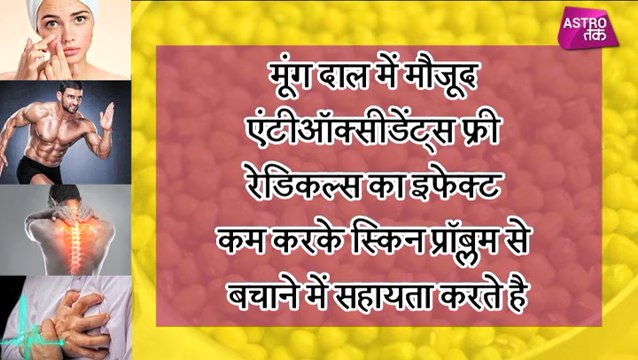 ASTRO
तक
मूंग दाल में मौजूद
एंटीऑक्सीडेंट्स फ्री
रेडिकल्स का इफेक्ट
कम करके स्किन प्रॉब्लम से
बचाने में सहायता करते है